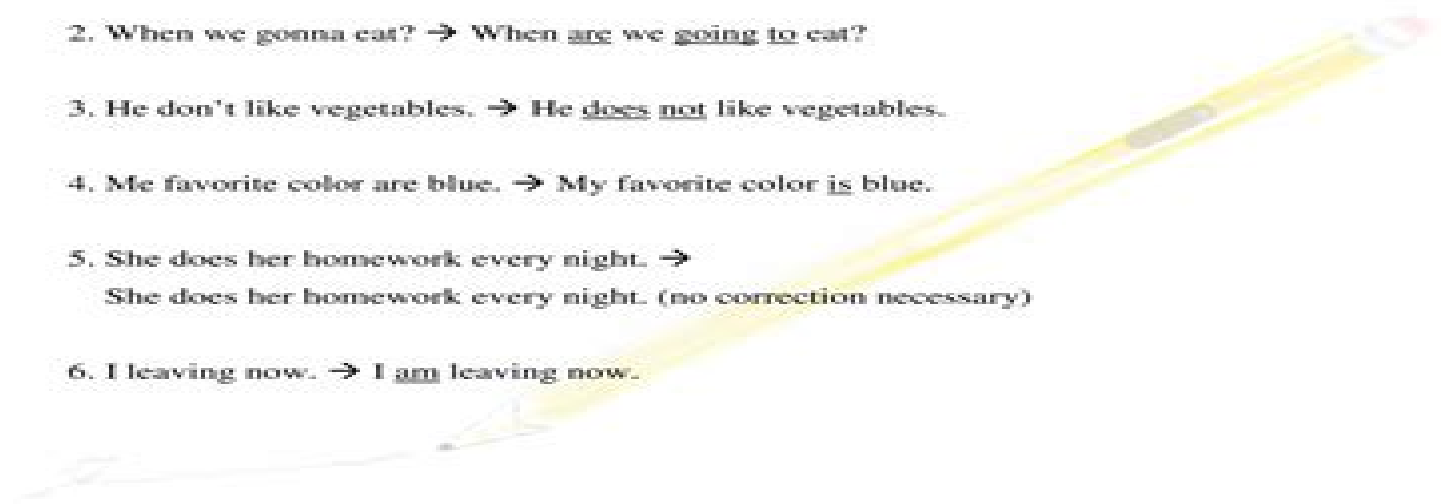 2. When we gonna eat? → When are we going to eat?
3. He don't like vegetables. → He does not like vegetables.
4. Me favorite color are blue. → My favorite color is blue.
5. She does her homework every night. →
She does her homework every night. (no correction necessary)
6. I leaving now. → I am leaving now.